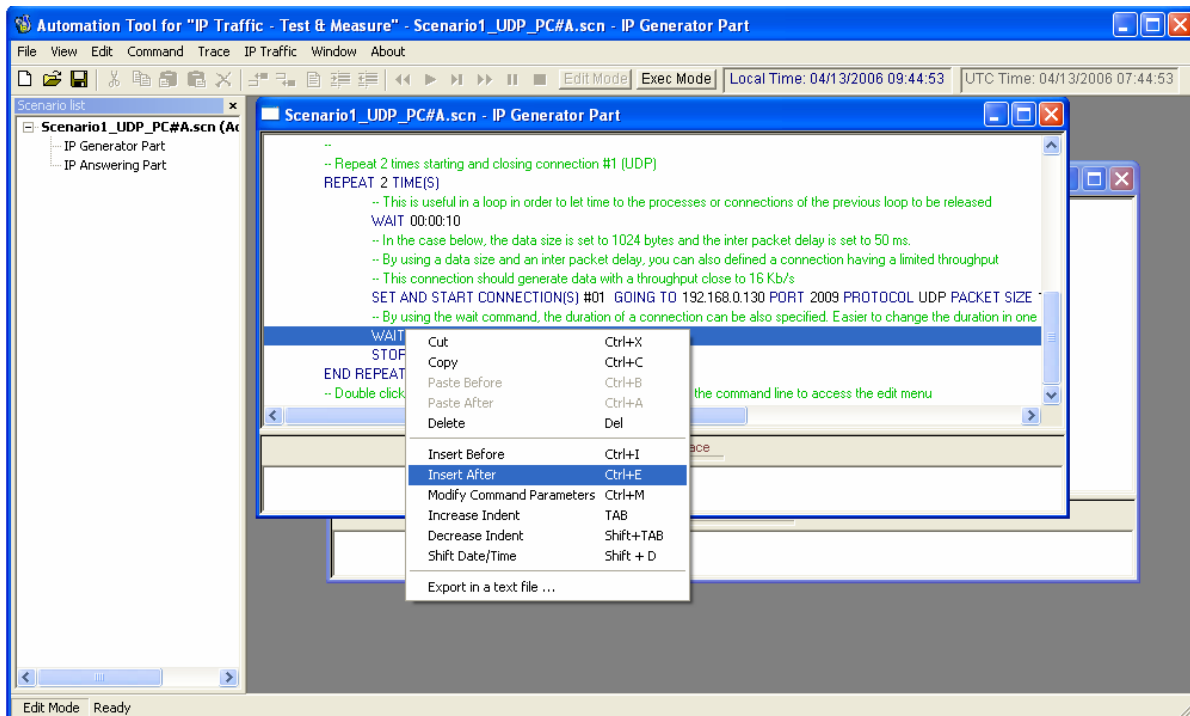 Automation Tool for "IP Traffic - Test & Measure" - Scenario1_UDP_PC#A.scn - IP Generator Part
File View Edit Command Trace IP Traffic Window About
Edit Mode Exec Mode Local Time: 04/13/2006 09:44:53 UTC Time: 04/13/2006 07:44:53
Scenario list
Scenario1_UDP_PC#A.scn (Ac
IP Generator Part
IP Answering Part
Scenario1_UDP_PC#A.scn - IP Generator Part
--
-- Repeat 2 times starting and closing connection #1 (UDP)
REPEAT 2 TIME(S)
-- This is useful in a loop in order to let time to the processes or connections of the previous loop to be released
WAIT 00:00:10
-- In the case below, the data size is set to 1024 bytes and the inter packet delay is set to 50 ms.
-- By using a data size and an inter packet delay, you can also defined a connection having a limited throughput
-- This connection should generate data with a throughput close to 16 Kb/s
SET AND START CONNECTION(S) #01 GOING TO 192.168.0.130 PORT 2009 PROTOCOL UDP PACKET SIZE
-- By using the wait command, the duration of a connection can be also specified. Easier to change the duration in one
WAIT
STOP
END REPEAT
-- Double click the command line to access the edit menu
ace
Cut Ctrl+X
Copy Ctrl+C
Paste Before Ctrl+B
Paste After Ctrl+A
Delete Del
Insert Before Ctrl+I
Insert After Ctrl+E
Modify Command Parameters Ctrl+M
Increase Indent TAB
Decrease Indent Shift+TAB
Shift Date/Time Shift + D
Export in a text file ...
Edit Mode Ready